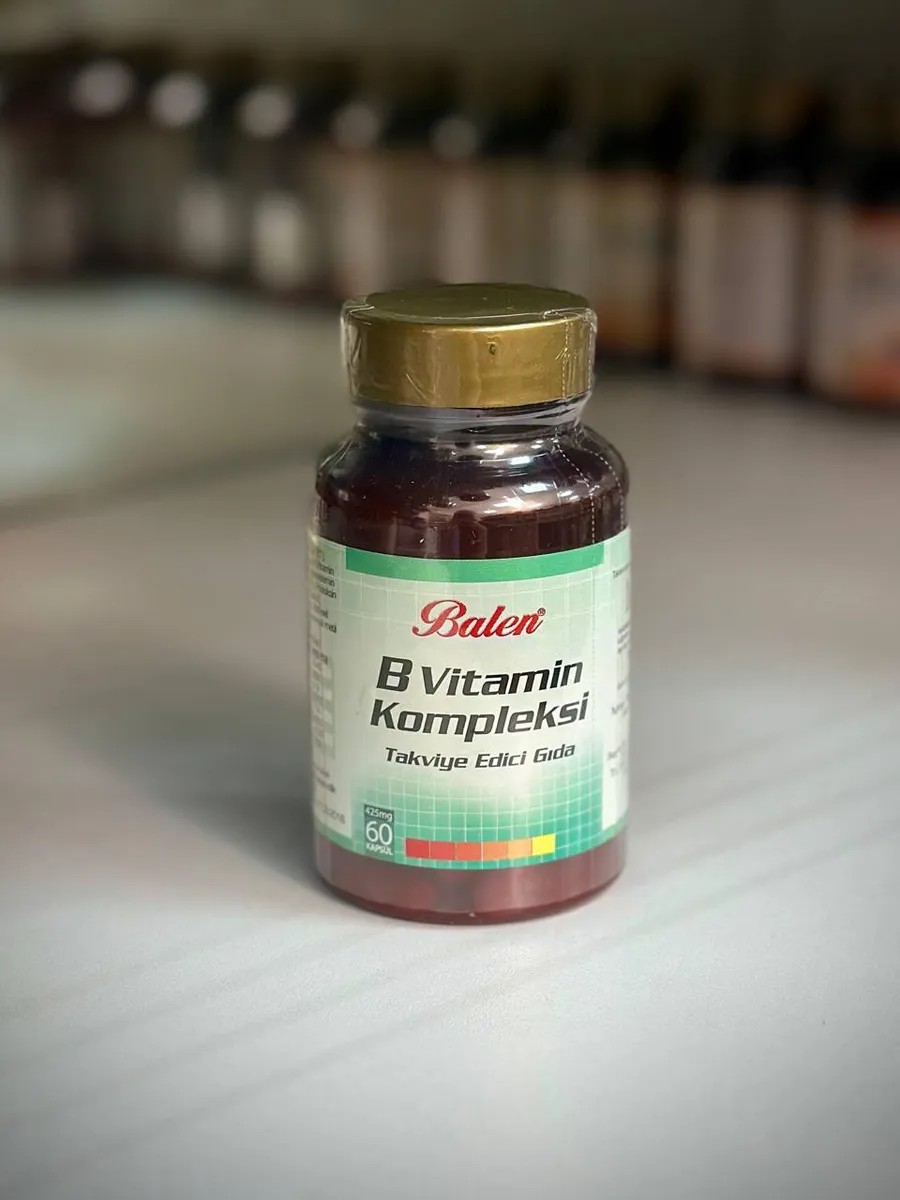 Balen®
B Vitamin
Kompleksi
Takviye Edici Gıda
425mg
60
KAPSÜL